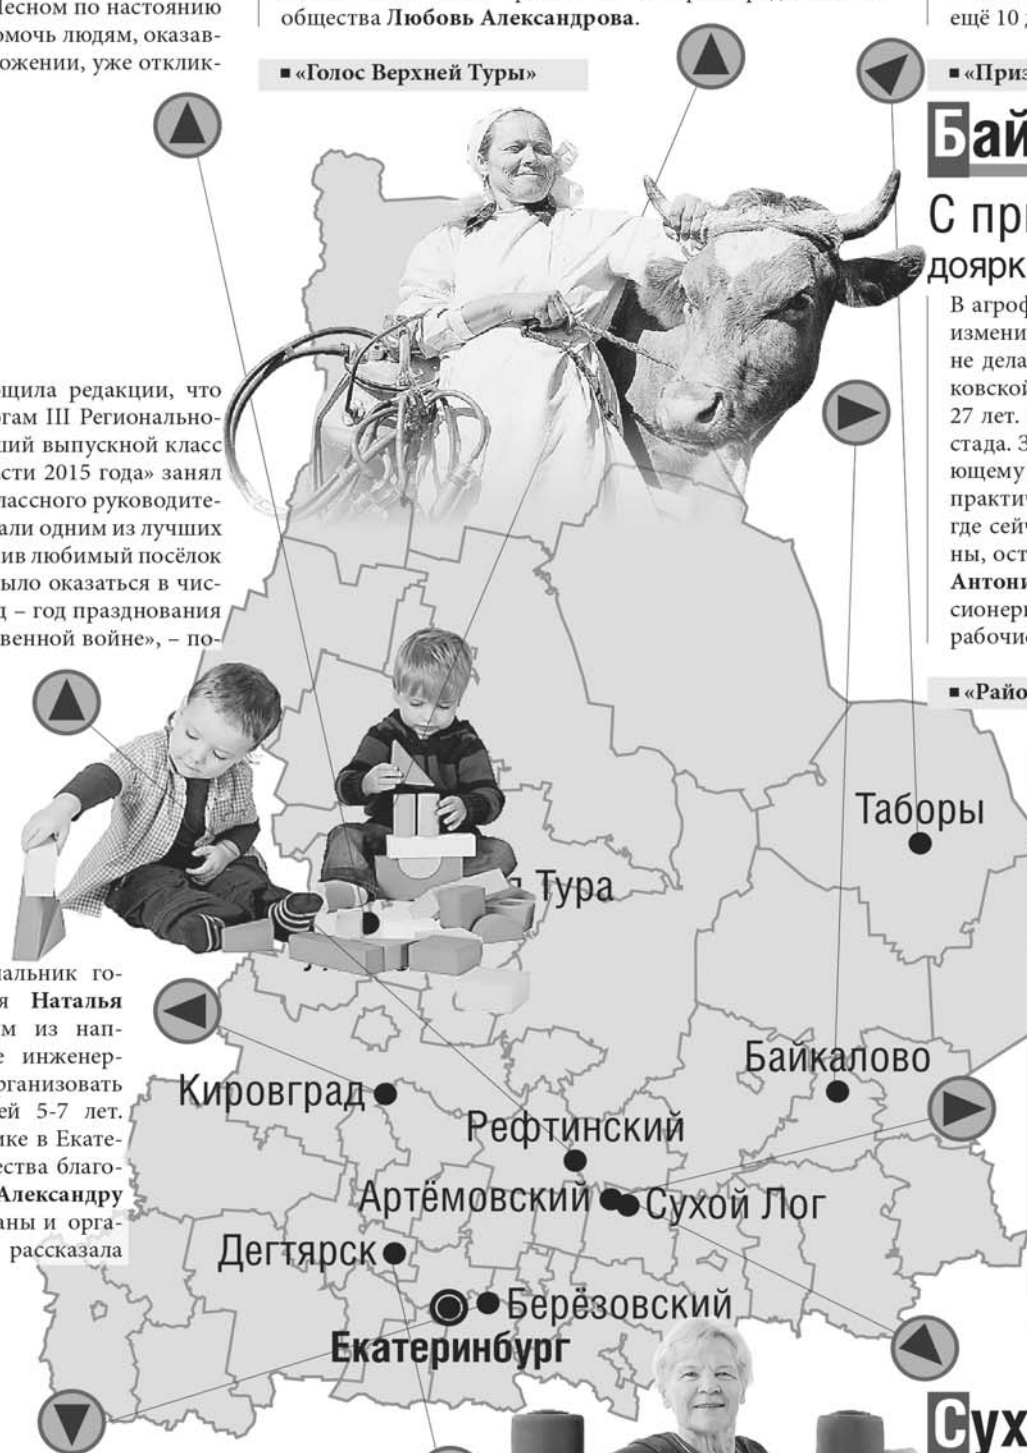 Лесном по настоянию
помочь людям, оказав-
ожении, уже отклик-
общества Любовь Александрова.
ещё 10
■ «Голос Верхней Туры»
■ «Приз
Бай
С при
доярк
В агроф
измени
не дела
ковской
27 лет.
стада. З
ющему
практич
где сейч
ны, ост
Антони
сионерк
рабочие
■ «Райо
щила редакции, что
огам III Регионально-
ший выпускной класс
сти 2015 года» занял
лассного руководите-
али одним из лучших
ив любимый посёлок
ыло оказаться в чис-
д – год празднования
венной войне», – по-
Таборы
Тура
альник го-
я Наталья
м из нап-
е инженер-
рганизовать
ей 5-7 лет.
ике в Екате-
ества благо-
Александру
аны и орга-
рассказала
Байкалово
Кировград
Рефтинский
Артёмовский
Сухой Лог
Дегтярск
Берёзовский
Екатеринбург
Сух